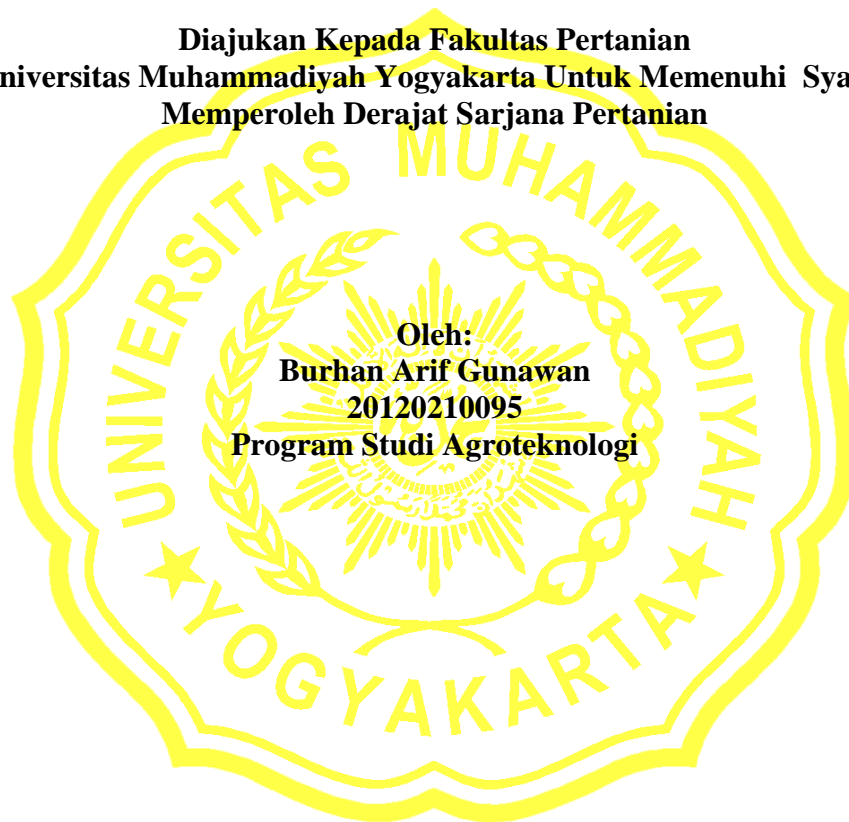 Diajukan Kepada Fakultas Pertanian
niversitas Muhammadiyah Yogyakarta Untuk Memenuhi Sya
Memperoleh Derajat Sarjana Pertanian
UNIVERSITAS MUHAMMADIYAH
Oleh:
Burhan Arif Gunawan
20120210095
Program Studi Agroteknologi
★ YOGYAKARTA ★